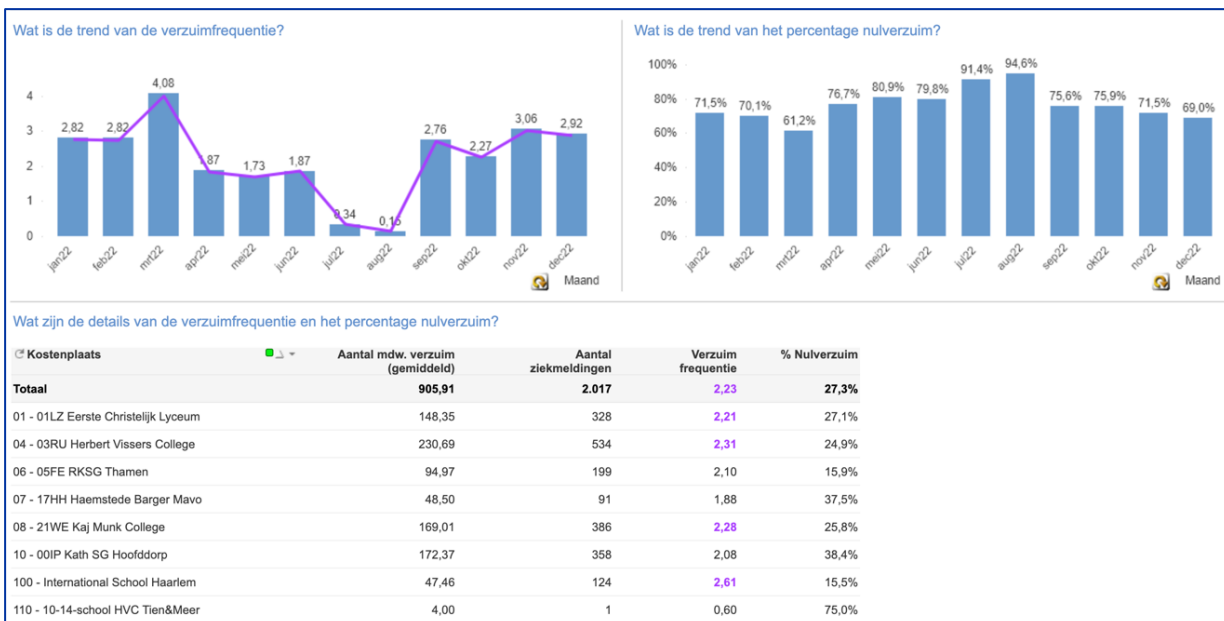 Wat is de trend van de verzuimfrequentie?
4,08
4
3
2
1
0
2,82
2,82
1,73
1,87
2,76
2,27
3,06
2,92
jan22
feb22
mrt22
apr22
mei22
jun22
jul22
aug22
sep22
okt22
nov22
dec22
Maand
Wat is de trend van het percentage nulverzuim?
100%
80%
60%
40%
20%
0%
71,5%
70,1%
61,2%
76,7%
80,9%
79,8%
91,4%
94,6%
75,6%
75,9%
71,5%
69,0%
jan22
feb22
mrt22
apr22
mei22
jun22
jul22
aug22
sep22
okt22
nov22
dec22
Maand
Wat zijn de details van de verzuimfrequentie en het percentage nulverzuim?
Kostenplaats Aantal mdw. verzuim (gemiddeld) Aantal ziekmeldingen Verzuim frequentie % Nulverzuim
Totaal 905,91 2.017 2,23 27,3%
01 - 01LZ Eerste Christelijk Lyceum 148,35 328 2,21 27,1%
04 - 03RU Herbert Vissers College 230,69 534 2,31 24,9%
06 - 05FE RKSG Thamen 94,97 199 2,10 15,9%
07 - 17HH Haemstede Barger Mavo 48,50 91 1,88 37,5%
08 - 21WE Kaj Munk College 169,01 386 2,28 25,8%
10 - 00IP Kath SG Hoofddorp 172,37 358 2,08 38,4%
100 - International School Haarlem 47,46 124 2,61 15,5%
110 - 10-14-school HVC Tien&Meer 4,00 1 0,60 75,0%